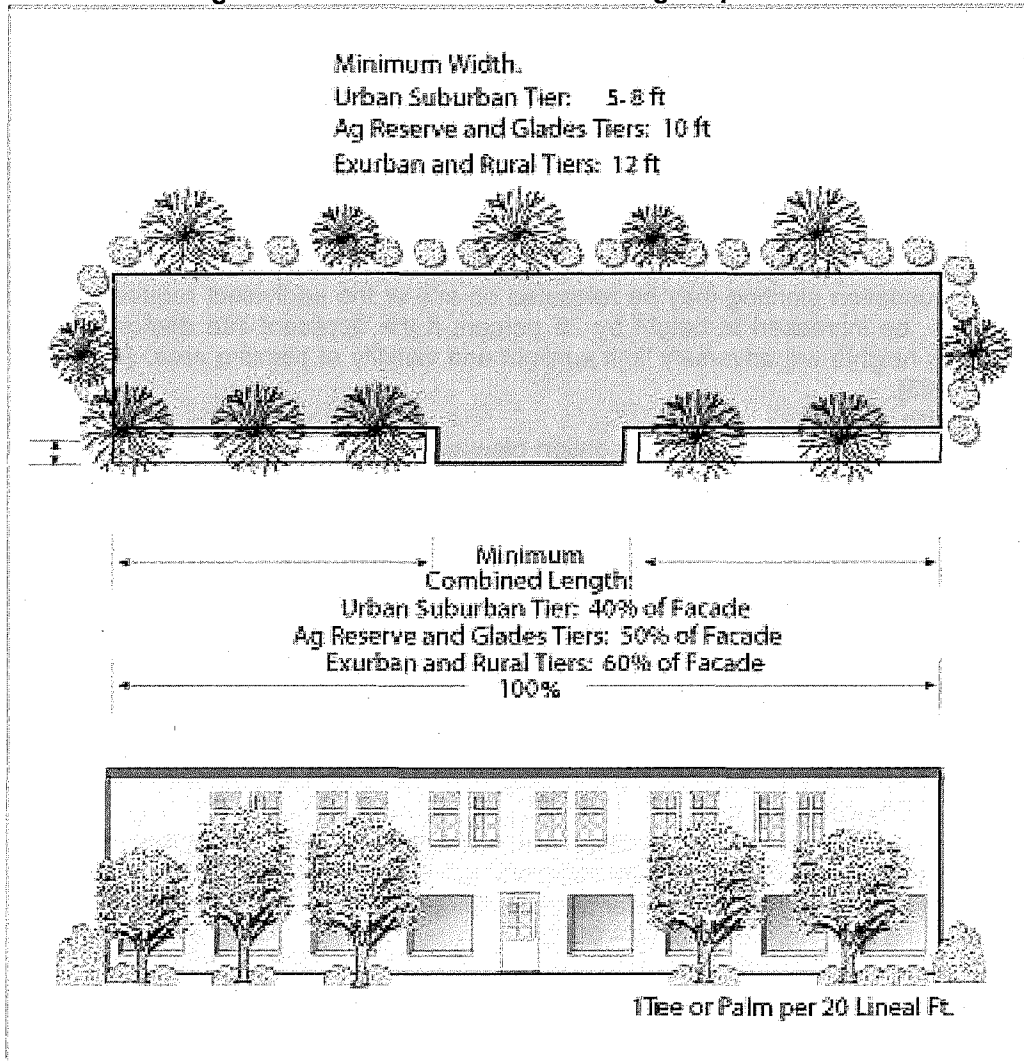 Minimum Width.
Urban Suburban Tier: 5-8 ft
Ag Reserve and Glades Tiers: 10 ft
Exurban and Rural Tiers: 12 ft
Minimum
Combined Length:
Urban Suburban Tier: 40% of Facade
Ag Reserve and Glades Tiers: 50% of Facade
Exurban and Rural Tiers: 60% of Facade
100%
1Tee or Palm per 20 Lineal Ft.